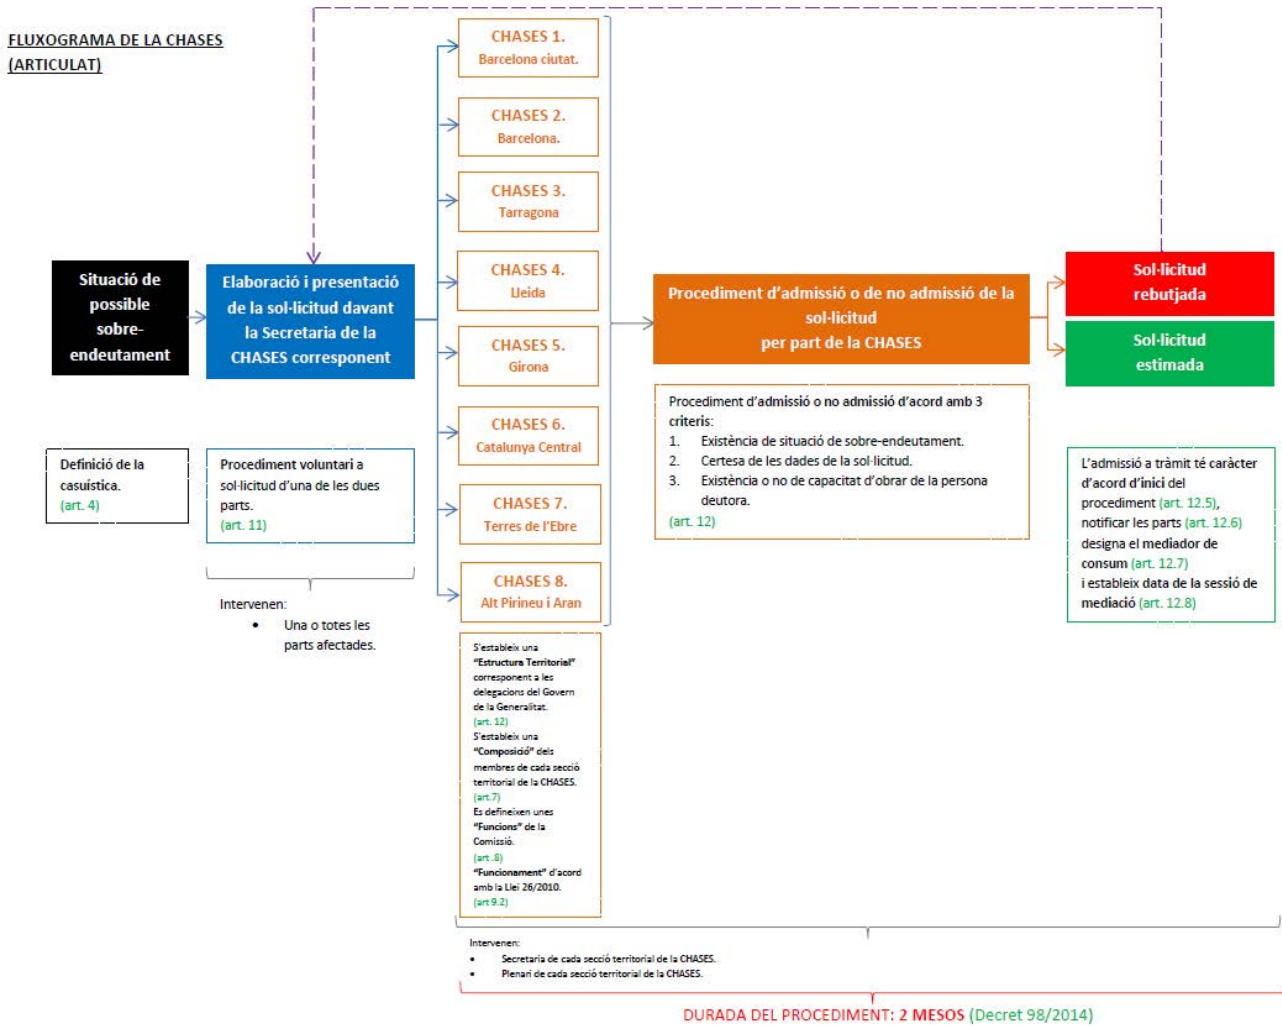 FLUXOGRAMA DE LA CHASES
(ARTICULAT)
Situació de
possible
sobre-
endeutament
Definició de la
casuística.
(art. 4)
Elaboració i presentació
de la sol·licitud davant
la Secretaria de la
CHASES corresponent
Procediment voluntari a
sol·licitud d'una de les dues
parts.
(art. 11)
Intervenen:
• Una o totes les
parts afectades.
CHASES 1.
Barcelona ciutat.
CHASES 2.
Barcelona.
CHASES 3.
Tarragona
CHASES 4.
Lleida
CHASES 5.
Girona
CHASES 6.
Catalunya Central
CHASES 7.
Terres de l'Ebre
CHASES 8.
Alt Pirineu i Aran
S'estableix una
"Estructura Territorial"
corresponent a les
delegacions del Govern
de la Generalitat.
(art. 12)
S'estableix una
"Composició" dels
membres de cada secció
territorial de la CHASES.
(art.7)
Es defineixen unes
"Funcions" de la
Comissió.
(art .8)
"Funcionament" d'acord
amb la Llei 26/2010.
(art 9.2)
Procediment d'admissió o de no admissió de la
sol·licitud
per part de la CHASES
Procediment d'admissió o no admissió d'acord amb 3
criteris:
1. Existència de situació de sobre-endeutament.
2. Certesa de les dades de la sol·licitud.
3. Existència o no de capacitat d'obrar de la persona
deutora.
(art. 12)
Sol·licitud
rebutjada
Sol·licitud
estimada
L'admissió a tràmit té caràcter
d'acord d'inici del
procediment (art. 12.5),
notificar les parts (art. 12.6)
designa el mediador de
consum (art. 12.7)
i estableix data de la sessió de
mediació (art. 12.8)
Intervenen:
• Secretaria de cada secció territorial de la CHASES.
• Plenari de cada secció territorial de la CHASES.
DURADA DEL PROCEDIMENT: 2 MESOS (Decret 98/2014)